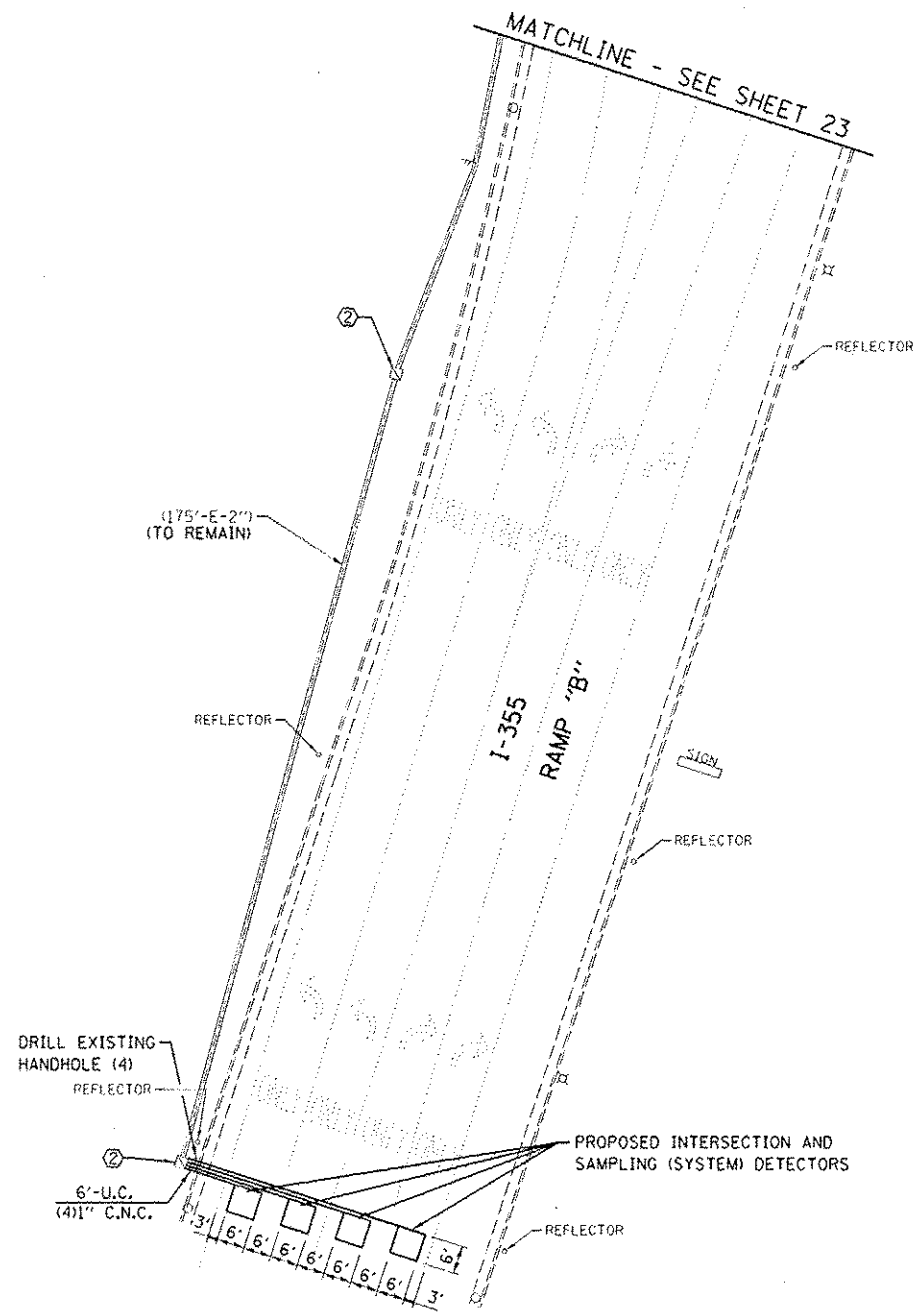 MATCHLINE - SEE SHEET 23
2
REFLECTOR
(175'-E-2")
(TO REMAIN)
I-355
RAMP "B"
REFLECTOR
SIGN
REFLECTOR
DRILL EXISTING
HANDHOLE (4)
REFLECTOR
2
6'-U.C.
(4)1" C.N.C.
PROPOSED INTERSECTION AND
SAMPLING (SYSTEM) DETECTORS
REFLECTOR
3' 6' 6' 6' 6' 6' 6' 6' 3'
6'